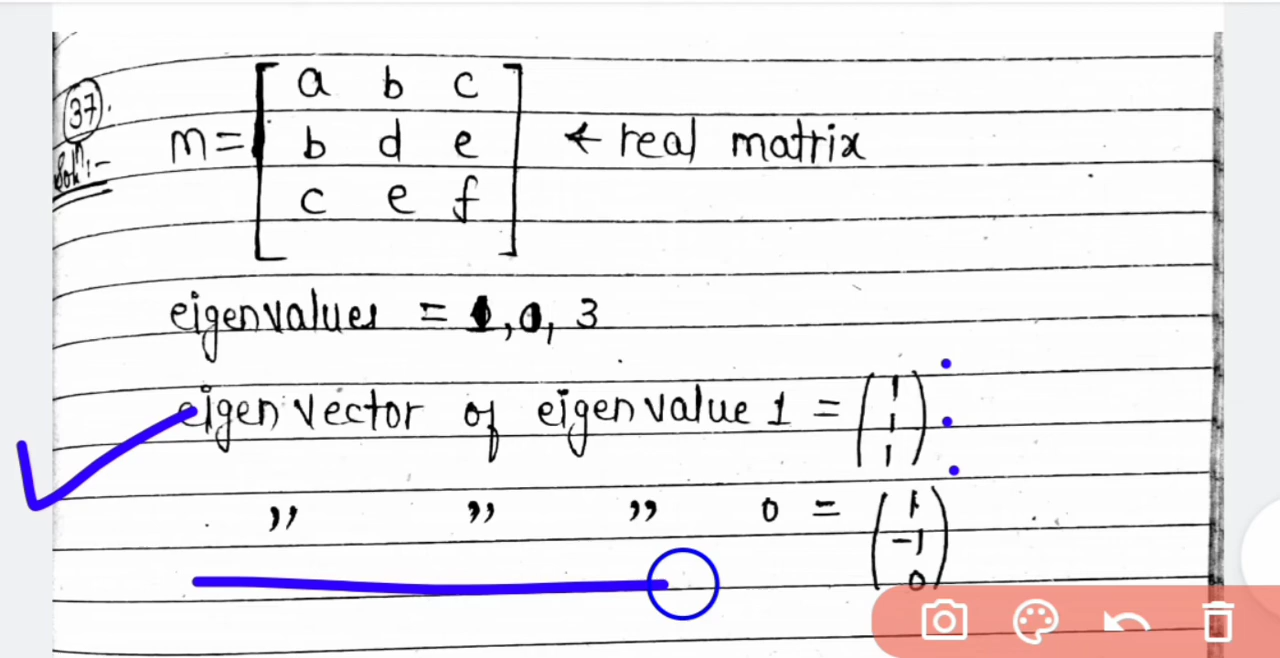 37.
Soln:-
m = [ a b c
b d e
c e f ] ← real matrix
eigenvalues = 1, 0, 3
eigen vector of eigen value 1 = ( 1
1
1 )
" " " 0 = ( 1
-1
0 )